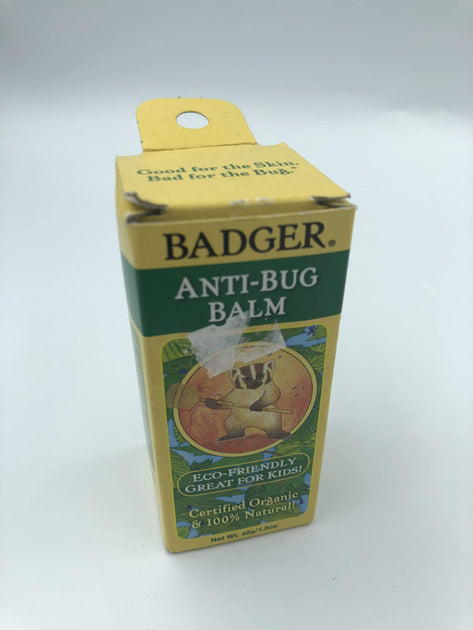 Good for the Skin.
Bad for the Bug.®
BADGER®
ANTI-BUG
BALM
ECO-FRIENDLY
GREAT FOR KIDS!
Certified Organic
& 100% Natural!
Net Wt. 42g/1.5oz